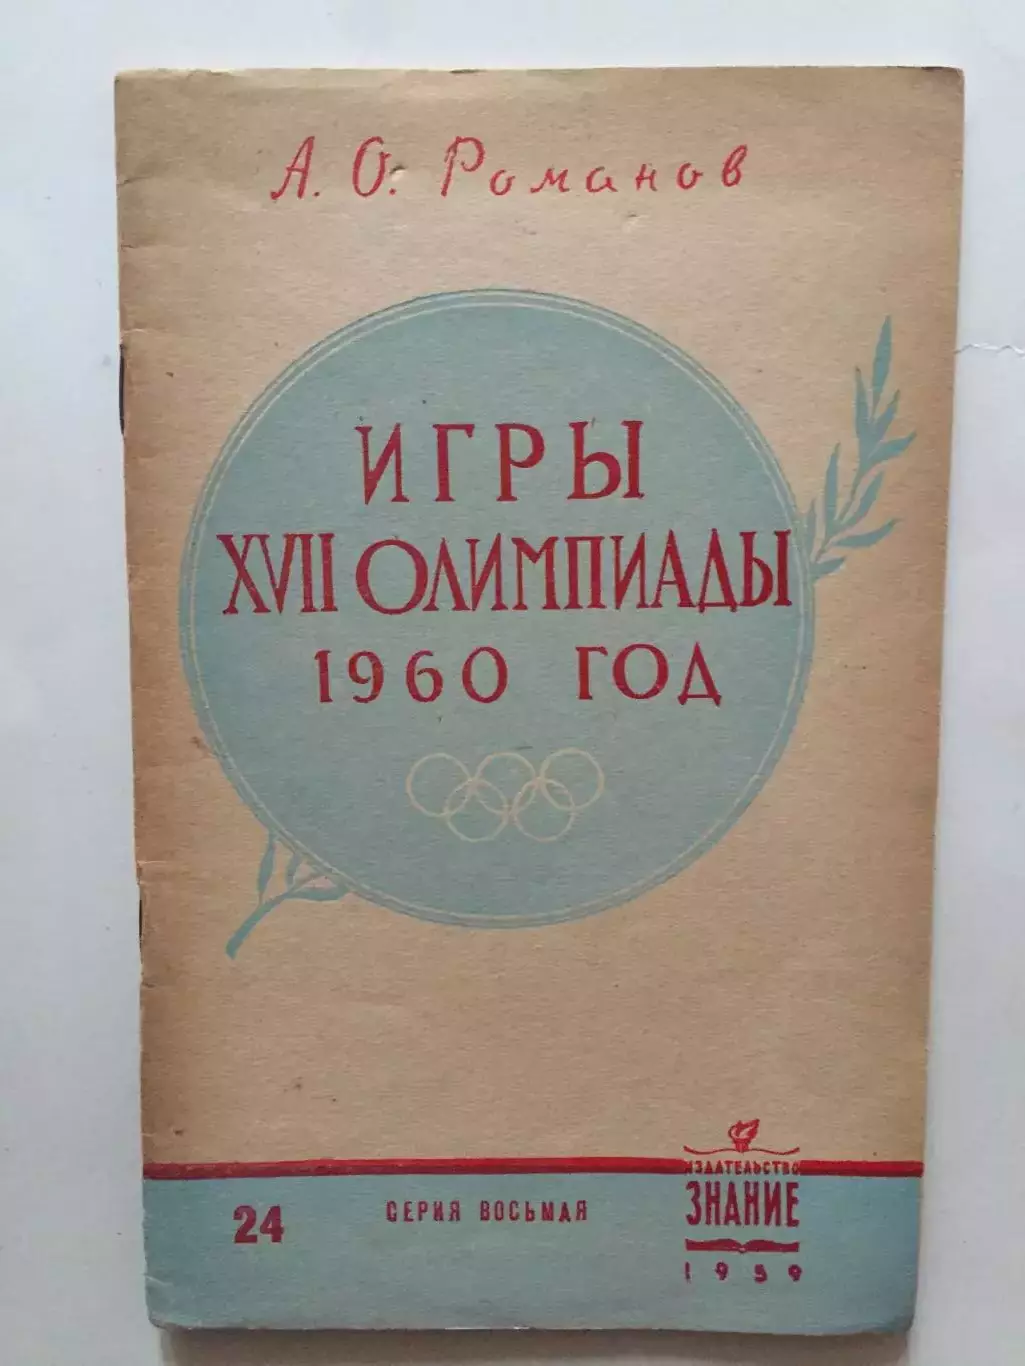 А. О. Романов
ИГРЫ
XVII ОЛИМПИАДЫ
1960 ГОД
24
СЕРИЯ ВОСЬМАЯ
ИЗДАТЕЛЬСТВО
ЗНАНИЕ
1959